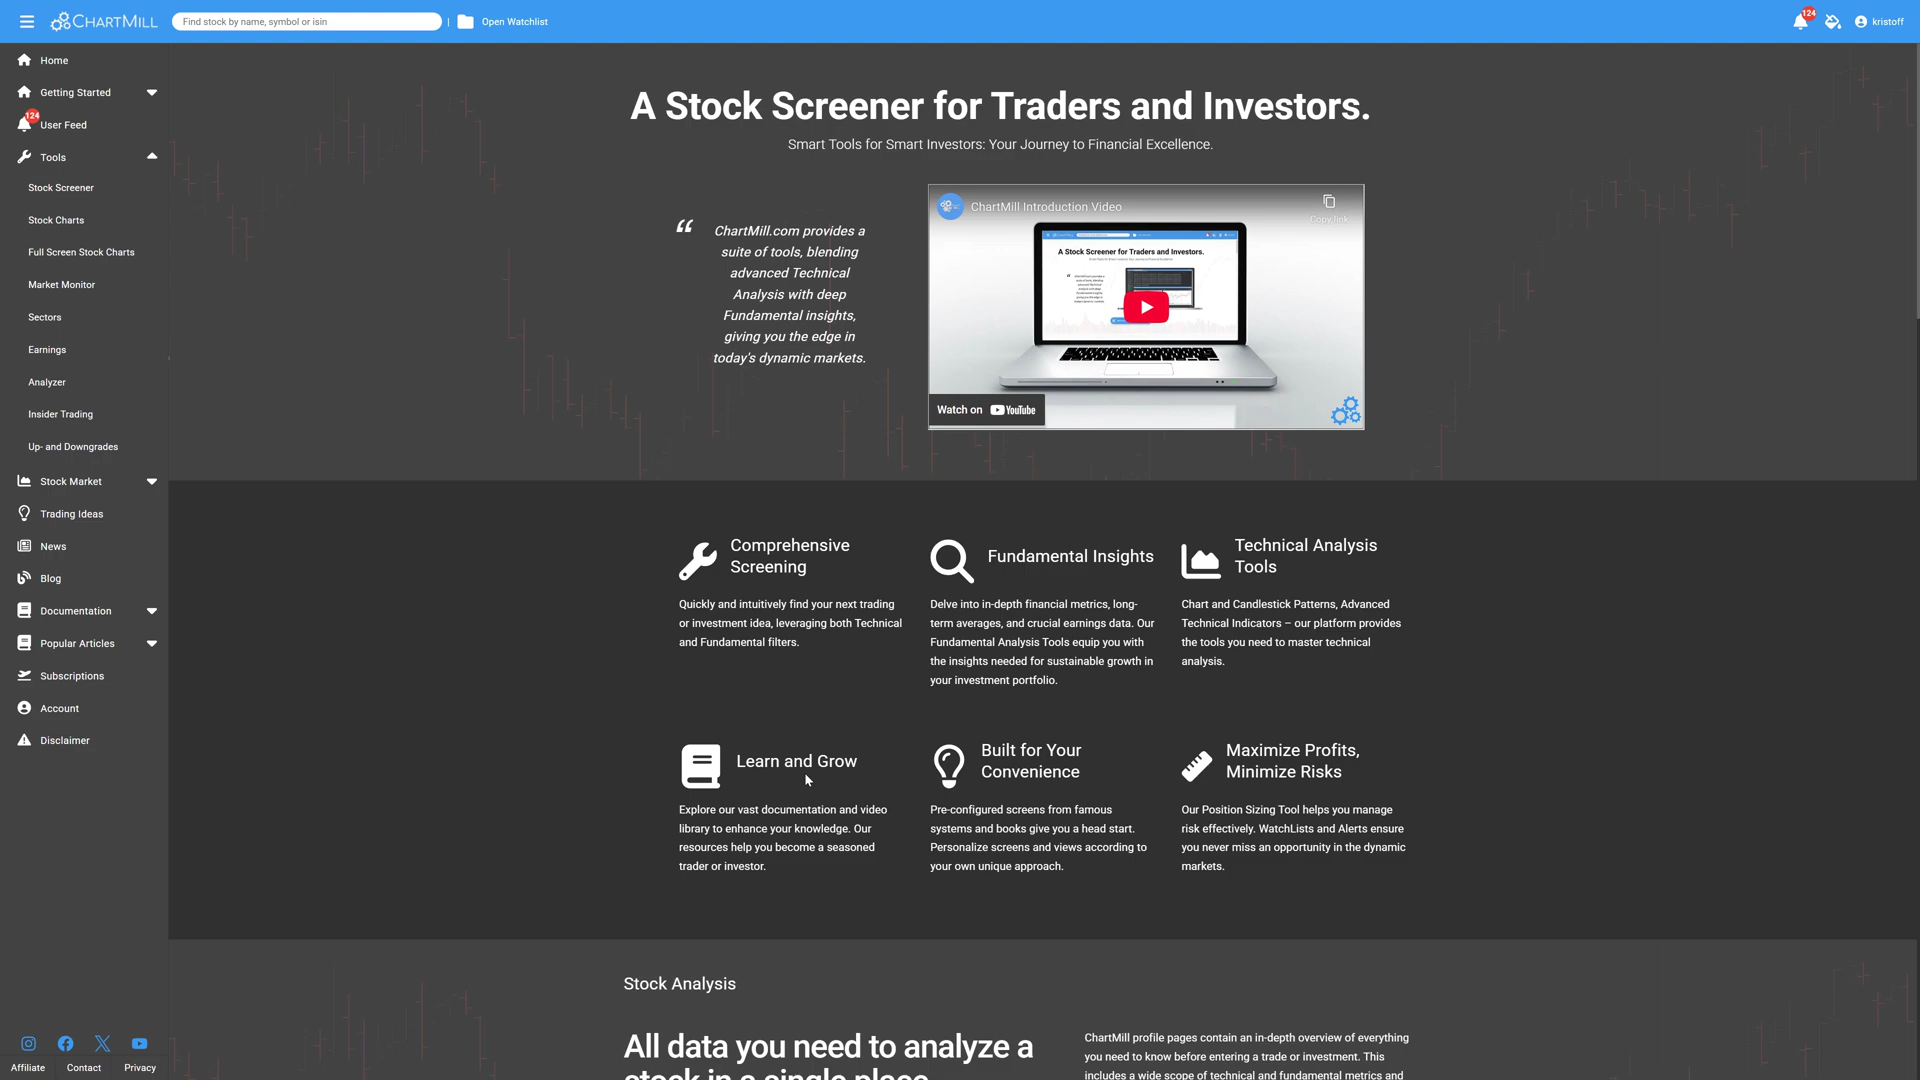 CHARTMILL
Find stock by name, symbol or isin
|
Open Watchlist
124
kristoff
Home
Getting Started
124
User Feed
Tools
Stock Screener
Stock Charts
Full Screen Stock Charts
Market Monitor
Sectors
Earnings
Analyzer
Insider Trading
Up- and Downgrades
Stock Market
Trading Ideas
News
Blog
Documentation
Popular Articles
Subscriptions
Account
Disclaimer
Affiliate
Contact
Privacy
A Stock Screener for Traders and Investors.
Smart Tools for Smart Investors: Your Journey to Financial Excellence.
“
ChartMill.com provides a
suite of tools, blending
advanced Technical
Analysis with deep
Fundamental insights,
giving you the edge in
today's dynamic markets.
ChartMill Introduction Video
Copy link
A Stock Screener for Traders and Investors.
Watch on YouTube
Comprehensive
Screening
Quickly and intuitively find your next trading
or investment idea, leveraging both Technical
and Fundamental filters.
Fundamental Insights
Delve into in-depth financial metrics, long-
term averages, and crucial earnings data. Our
Fundamental Analysis Tools equip you with
the insights needed for sustainable growth in
your investment portfolio.
Technical Analysis
Tools
Chart and Candlestick Patterns, Advanced
Technical Indicators – our platform provides
the tools you need to master technical
analysis.
Learn and Grow
Explore our vast documentation and video
library to enhance your knowledge. Our
resources help you become a seasoned
trader or investor.
Built for Your
Convenience
Pre-configured screens from famous
systems and books give you a head start.
Personalize screens and views according to
your own unique approach.
Maximize Profits,
Minimize Risks
Our Position Sizing Tool helps you manage
risk effectively. WatchLists and Alerts ensure
you never miss an opportunity in the dynamic
markets.
Stock Analysis
All data you need to analyze a
stock in a single place
ChartMill profile pages contain an in-depth overview of everything
you need to know before entering a trade or investment. This
includes a wide scope of technical and fundamental metrics and